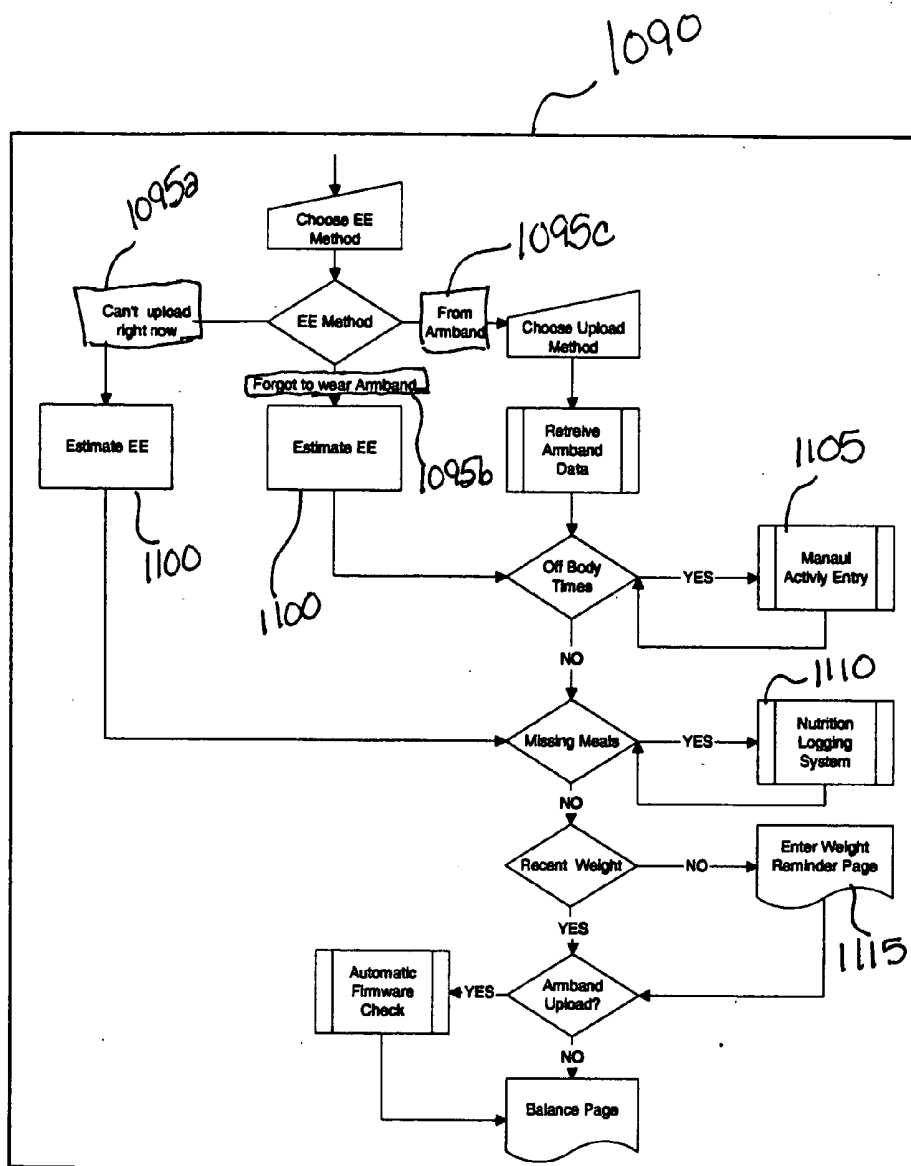 1090
1095a
Choose EE
Method
1095c
Can't upload
right now
EE Method
From
Armband
Choose Upload
Method
Forgot to wear Armband
Estimate EE
Estimate EE
1095b
Retreive
Armband
Data
1105
1100
1100
Off Body
Times
YES
Manaul
Activiy Entry
NO
1110
Missing Meals
YES
Nutrition
Logging
System
NO
Recent Weight
NO
Enter Weight
Reminder Page
YES
1115
Automatic
Firmware
Check
YES
Armband
Upload?
NO
Balance Page